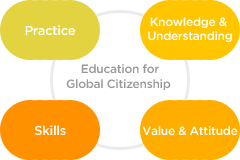 Practice
Knowledge &
Understanding
Education for
Global Citizenship
Skills
Value & Attitude